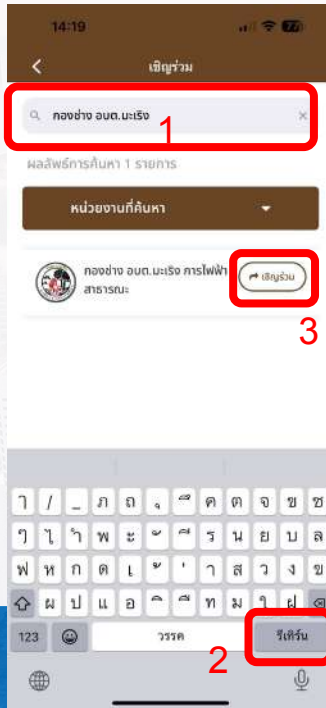 14:19
77
เชิญร่วม
กองช่าง อบต.มะเริง
1
ผลลัพธ์การค้นหา 1 รายการ
หน่วยงานที่ค้นหา
กองช่าง อบต.มะเริง การไฟฟ้า
สาธารณะ
เชิญร่วม
3
ๅ / _ ภ ถ ุ ึ ค ต จ ข ช
ๆ ไ ำ พ ะ ั ี ร น ย บ ล
ฟ ห ก ด เ ้ ่ า ส ว ง ฃ
ผ ป แ อ ิ ื ท ม ใ ฝ
123 วรรค รีเทิร์น
2